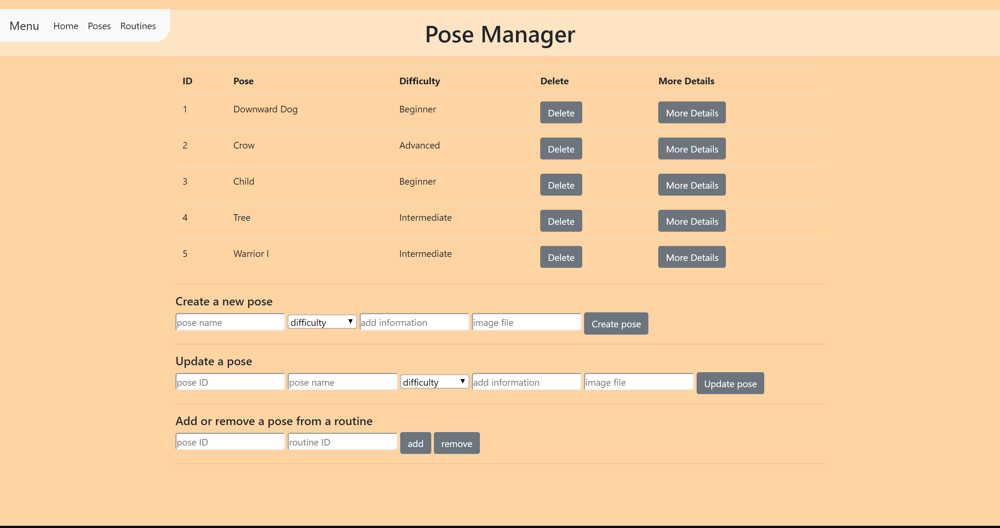 Menu Home Poses Routines
Pose Manager
ID Pose Difficulty Delete More Details
1 Downward Dog Beginner Delete More Details
2 Crow Advanced Delete More Details
3 Child Beginner Delete More Details
4 Tree Intermediate Delete More Details
5 Warrior I Intermediate Delete More Details
Create a new pose
pose name difficulty add information image file Create pose
Update a pose
pose ID pose name difficulty add information image file Update pose
Add or remove a pose from a routine
pose ID routine ID add remove